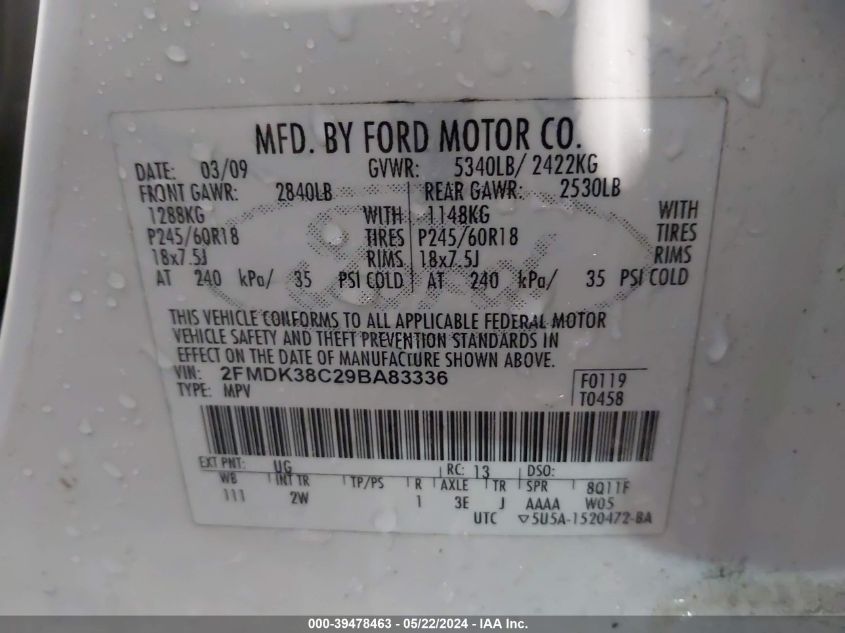 MFD. BY FORD MOTOR CO.
DATE: 03/09 GVWR: 5340LB/ 2422KG
FRONT GAWR: 2840LB REAR GAWR: 2530LB
1288KG WITH 1148KG WITH
P245/60R18 TIRES P245/60R18 TIRES
18x7.5J RIMS 18x7.5J RIMS
AT 240 kPa/ 35 PSI COLD AT 240 kPa/ 35 PSI COLD
THIS VEHICLE CONFORMS TO ALL APPLICABLE FEDERAL MOTOR
VEHICLE SAFETY AND THEFT PREVENTION STANDARDS IN
EFFECT ON THE DATE OF MANUFACTURE SHOWN ABOVE.
VIN: 2FMDK38C29BA83336 F0119
TYPE: MPV T0458
EXT PNT: UG RC: 13 DSO:
WB INT TR TP/PS R AXLE TR SPR 8Q11F
111 2W 1 3E J AAAA W05
UTC ▽5U5A-1520472-BA
000-39478463 - 05/22/2024 - IAA Inc.